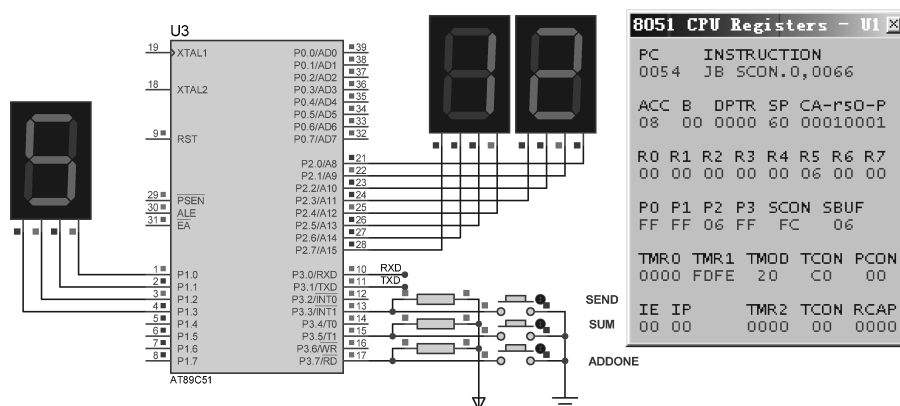 U3
19 XTAL1 P0.0/AD0 39
P0.1/AD1 38
P0.2/AD2 37
18 XTAL2 P0.3/AD3 36
P0.4/AD4 35
P0.5/AD5 34
P0.6/AD6 33
9 RST P0.7/AD7 32
P2.0/A8 21
P2.1/A9 22
P2.2/A10 23
29 PSEN P2.3/A11 24
30 ALE P2.4/A12 25
31 EA P2.5/A13 26
P2.6/A14 27
P2.7/A15 28
1 P1.0 P3.0/RXD 10 RXD
2 P1.1 P3.1/TXD 11 TXD
3 P1.2 P3.2/INT0 12 SEND
4 P1.3 P3.3/INT1 13
5 P1.4 P3.4/T0 14 SUM
6 P1.5 P3.5/T1 15
7 P1.6 P3.6/WR 16
8 P1.7 P3.7/RD 17 ADDONE
AT89C51
8051 CPU Registers - U1
PC INSTRUCTION
0054 JB SCON.0,0066
ACC B DPTR SP CA-rsO-P
08 00 0000 60 00010001
R0 R1 R2 R3 R4 R5 R6 R7
00 00 00 00 00 06 00 00
P0 P1 P2 P3 SCON SBUF
FF FF 06 FF FC 06
TMR0 TMR1 TMOD TCON PCON
0000 FDFE 20 C0 00
IE IP TMR2 TCON RCAP
00 00 0000 00 0000